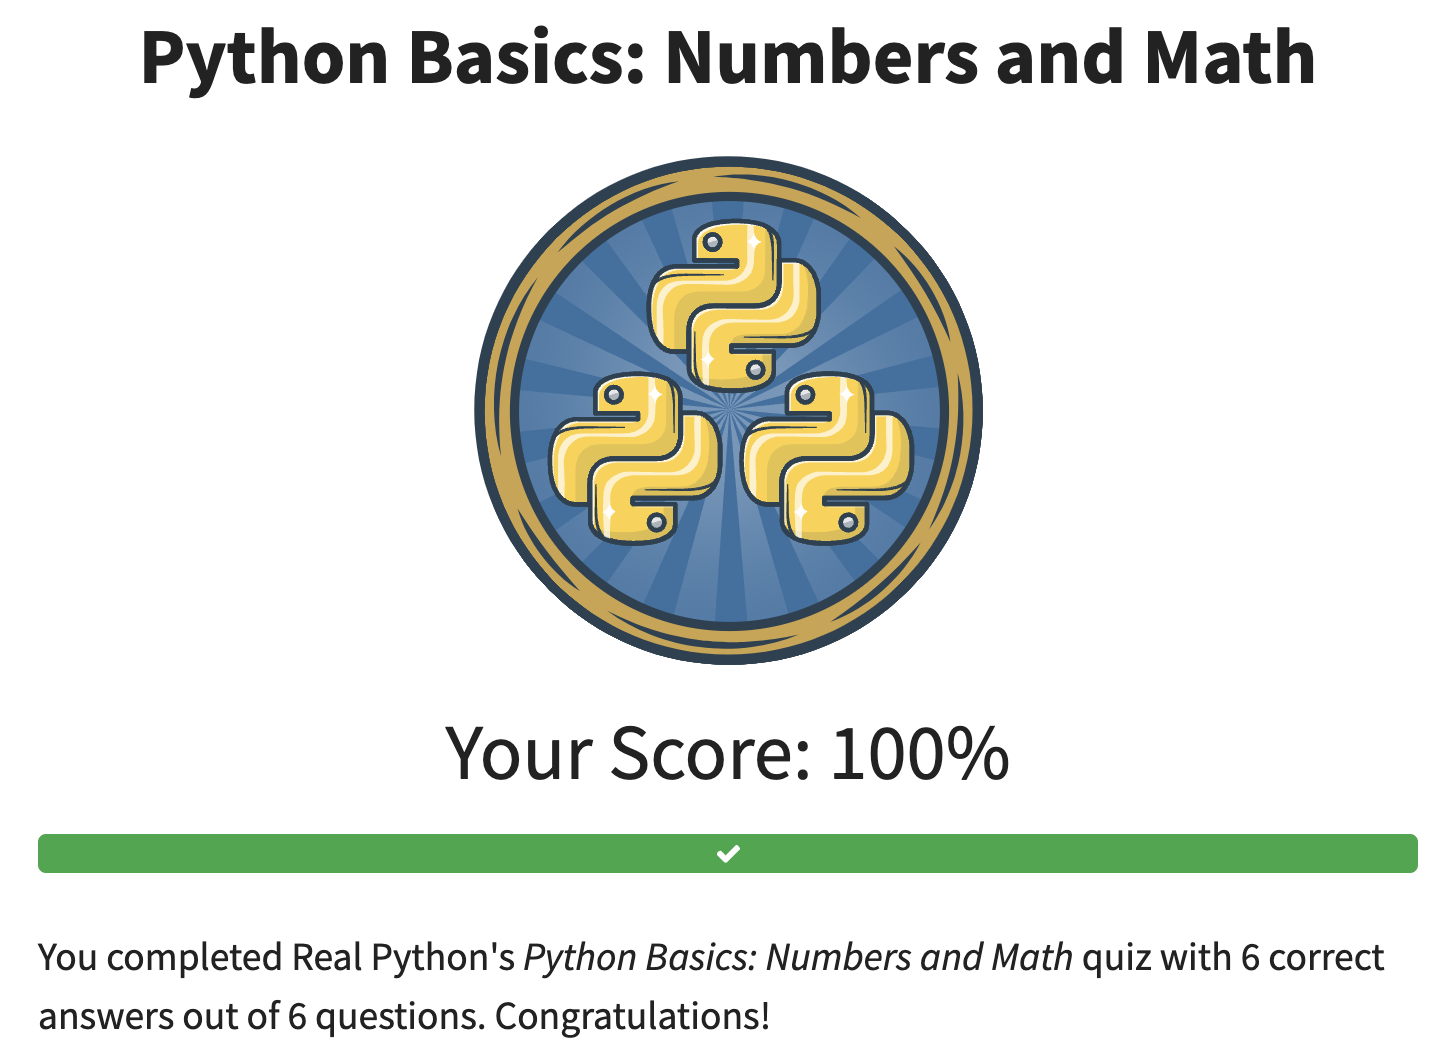 Python Basics: Numbers and Math
Your Score: 100%
You completed Real Python's Python Basics: Numbers and Math quiz with 6 correct
answers out of 6 questions. Congratulations!